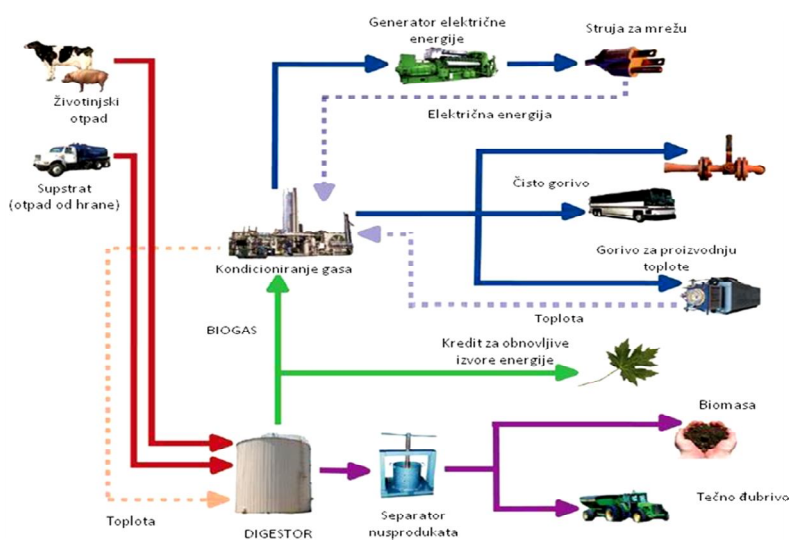 Generator električne
energije
Struja za mrežu
Životinjski
otpad
Električna energija
Supstrat
(otpad od hrane)
Čisto gorivo
Kondicioniranje gasa
Gorivo za proizvodnju
toplote
Toplota
BIOGAS
Kredit za obnovljive
izvore energije
Biomasa
Tečno đubrivo
Toplota
DIGESTOR
Separator
nusprodukata